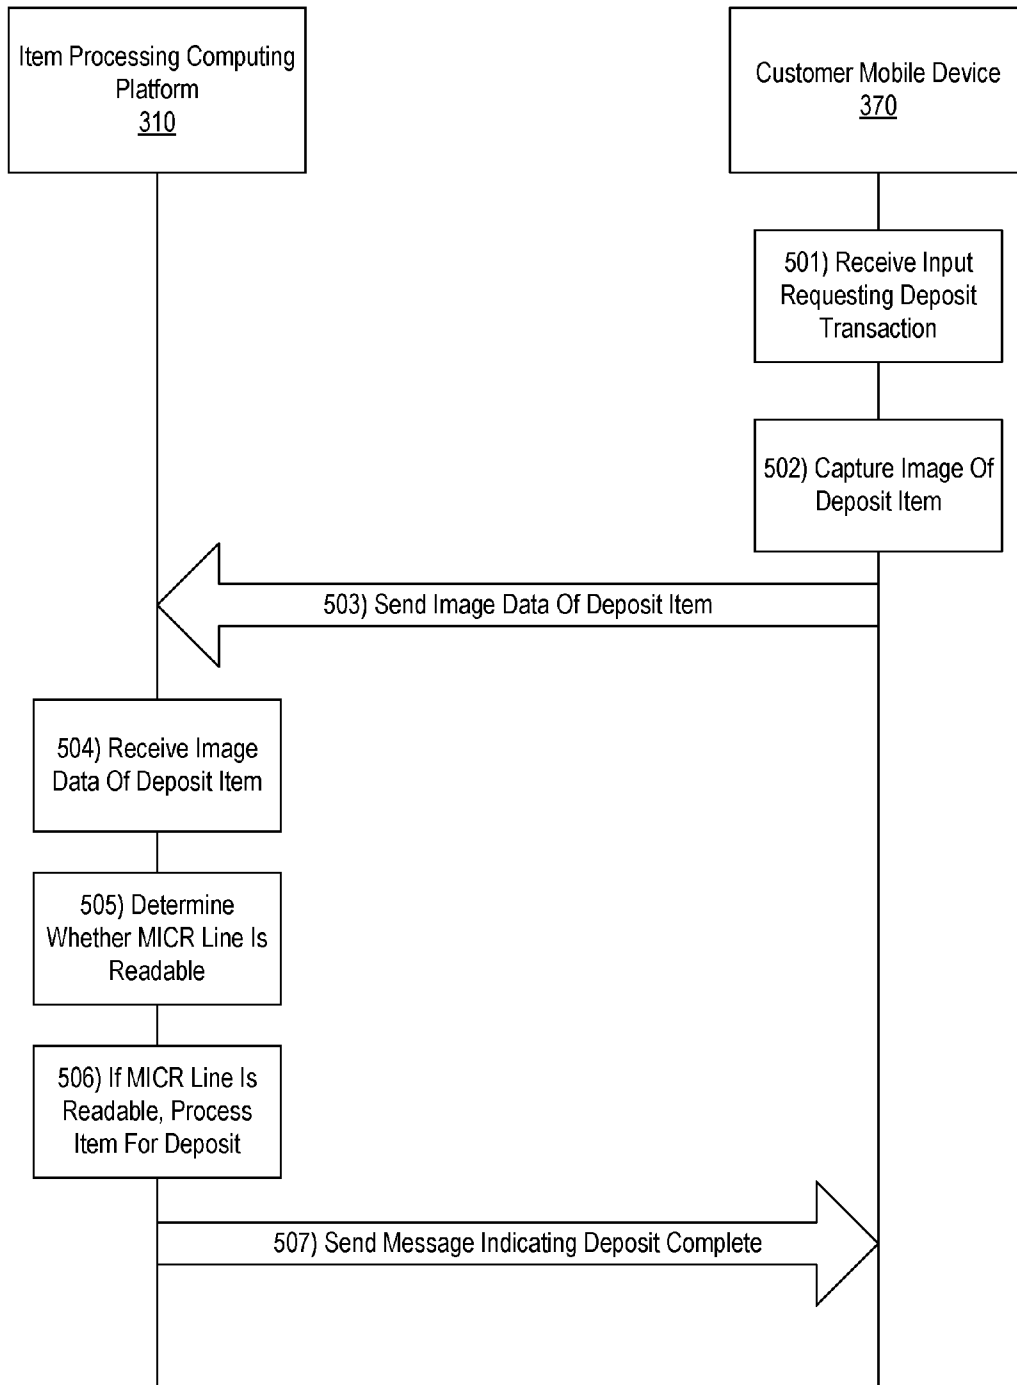 Item Processing Computing
Platform
310
Customer Mobile Device
370
501) Receive Input
Requesting Deposit
Transaction
502) Capture Image Of
Deposit Item
503) Send Image Data Of Deposit Item
504) Receive Image
Data Of Deposit Item
505) Determine
Whether MICR Line Is
Readable
506) If MICR Line Is
Readable, Process
Item For Deposit
507) Send Message Indicating Deposit Complete